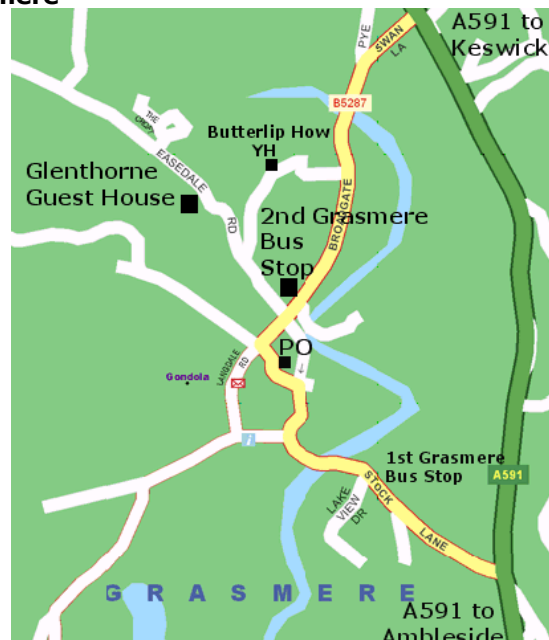 A591 to
Keswick
PYE
SWAN
LA
B5287
THE
CROFT
Butterlip How
YH
EASEDALE
RD
Glenthorne
Guest House
2nd Grasmere
Bus
Stop
BROADGATE
PO
LANGDALE
RD
Gondola
i
1st Grasmere
Bus Stop
A591
STOCK
LANE
LAKE
VIEW
DR
GRASMERE
A591 to
Ambleside